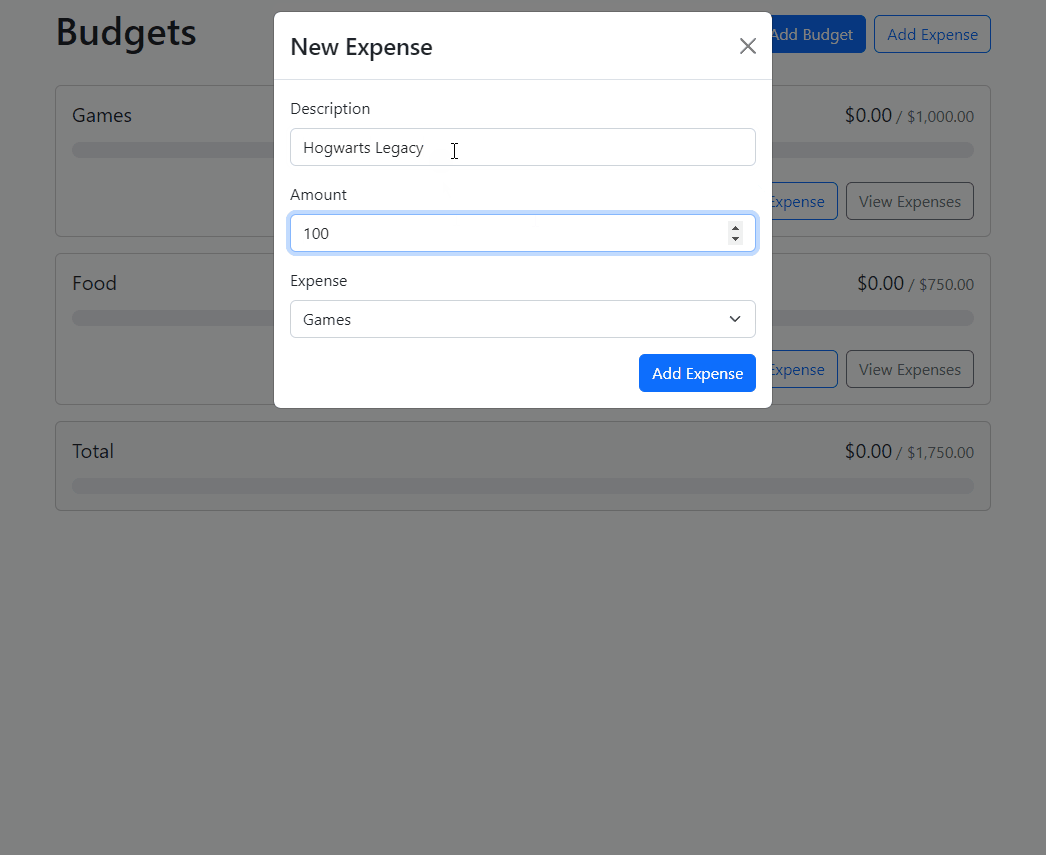 Budgets
Add Budget
Add Expense
New Expense
Description
Hogwarts Legacy
Amount
100
Expense
Games
Add Expense
Games
$0.00 / $1,000.00
Expense
View Expenses
Food
$0.00 / $750.00
Expense
View Expenses
Total
$0.00 / $1,750.00